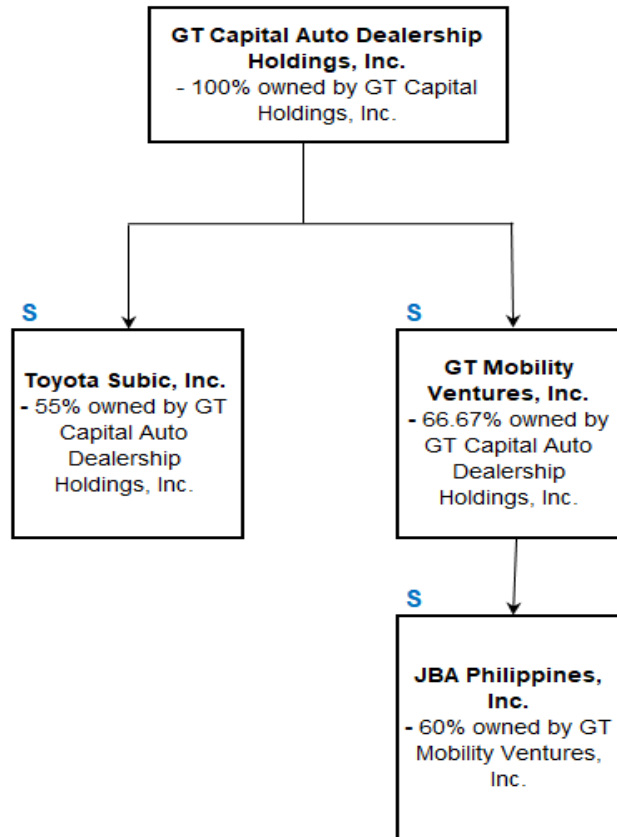 GT Capital Auto Dealership
Holdings, Inc.
- 100% owned by GT Capital
Holdings, Inc.
S
Toyota Subic, Inc.
- 55% owned by GT
Capital Auto
Dealership
Holdings, Inc.
S
GT Mobility
Ventures, Inc.
- 66.67% owned by
GT Capital Auto
Dealership
Holdings, Inc.
S
JBA Philippines,
Inc.
- 60% owned by GT
Mobility Ventures,
Inc.